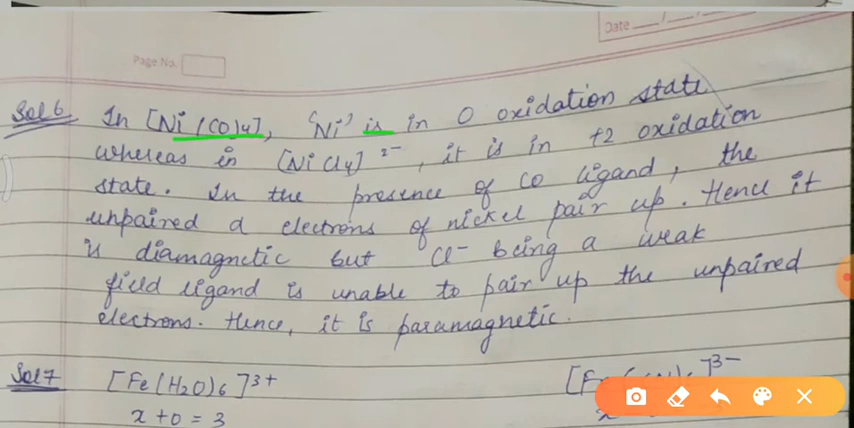 Date
Page No.
Sol 6 In [Ni(CO)4], 'Ni' is in 0 oxidation state
whereas in [NiCl4]2-, it is in +2 oxidation
state. In the presence of CO ligand, the
unpaired d electrons of nickel pair up. Hence it
is diamagnetic but Cl- being a weak
field ligand is unable to pair up the unpaired
electrons. Hence, it is paramagnetic.
Sol 7 [Fe(H2O)6]3+
x+0 = 3